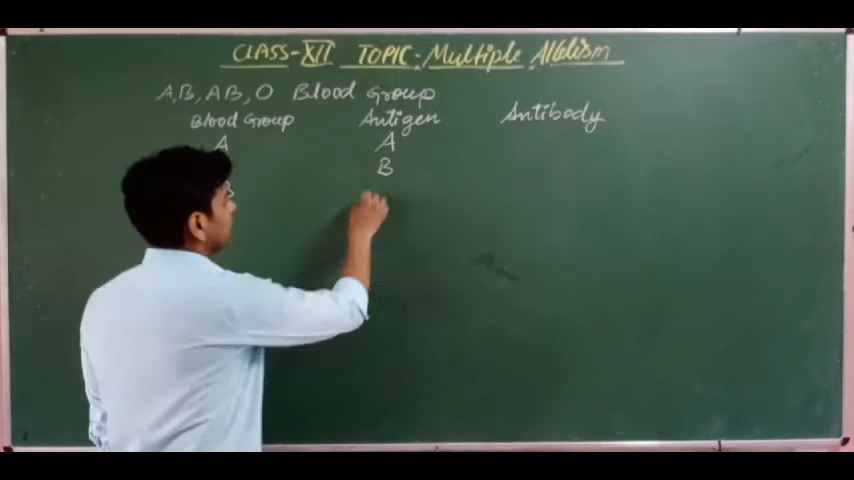 CLASS-XII TOPIC:-Multiple Allelism
A,B, AB, O Blood Group
Blood Group Antigen Antibody
A A
B